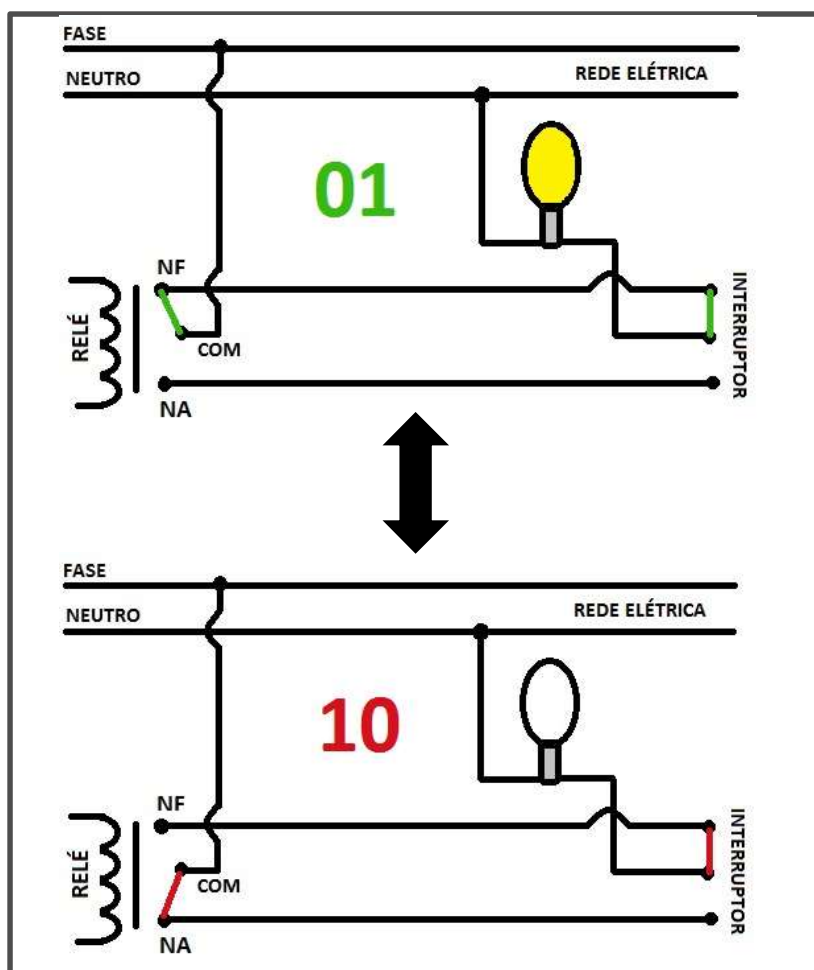 FASE
NEUTRO
REDE ELÉTRICA
01
NF
RELÉ
COM
INTERRUPTOR
NA
FASE
NEUTRO
REDE ELÉTRICA
10
NF
RELÉ
COM
INTERRUPTOR
NA